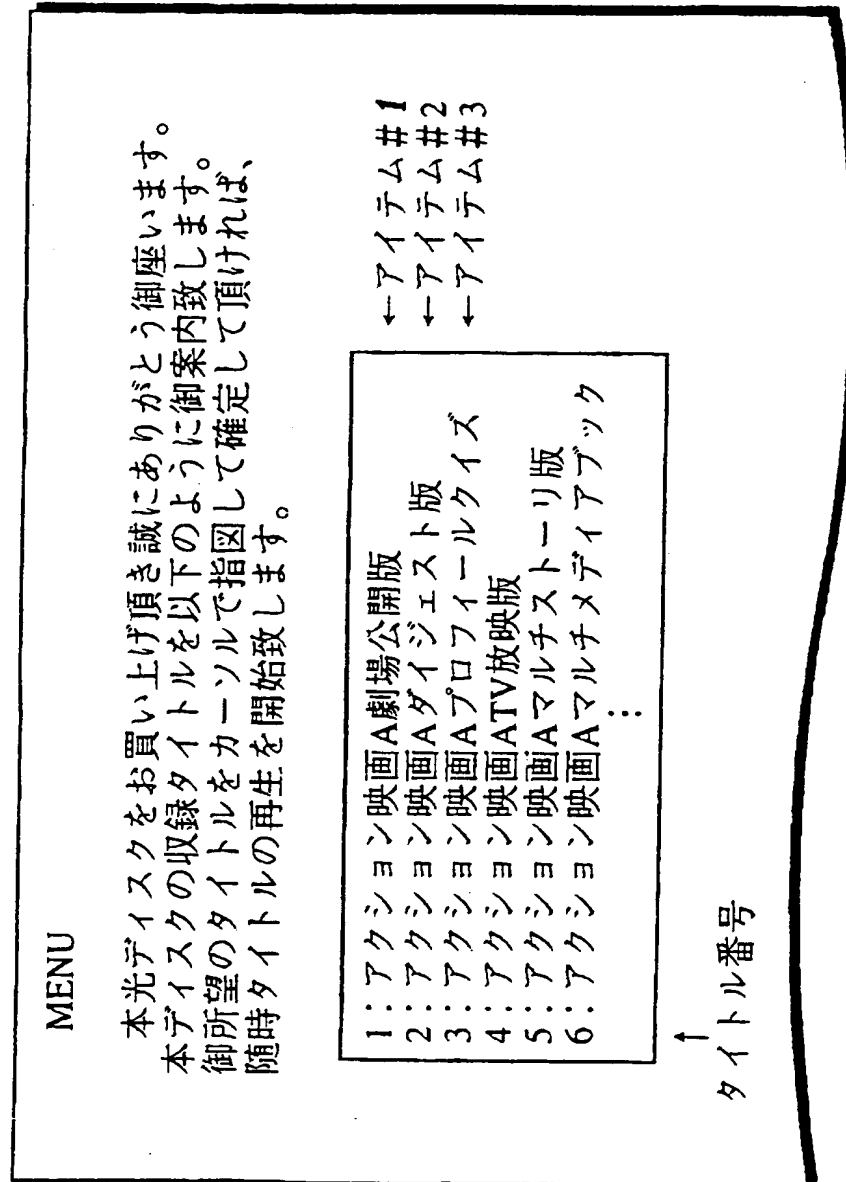 MENU
本光ディスクをお買い上げ頂き誠にありがとう御座います。
本ディスクの収録タイトルを以下のように御案内致します。
御所望のタイトルをカーソルで指図して確定して頂ければ、
随時タイトルの再生を開始致します。
1:アクション映画A劇場公開版 ←アイテム#1
2:アクション映画Aダイジェスト版 ←アイテム#2
3:アクション映画Aプロフィールクイズ ←アイテム#3
4:アクション映画ATV放映版
5:アクション映画Aマルチストーリ版
6:アクション映画Aマルチメディアブック
⋮
↑
タイトル番号